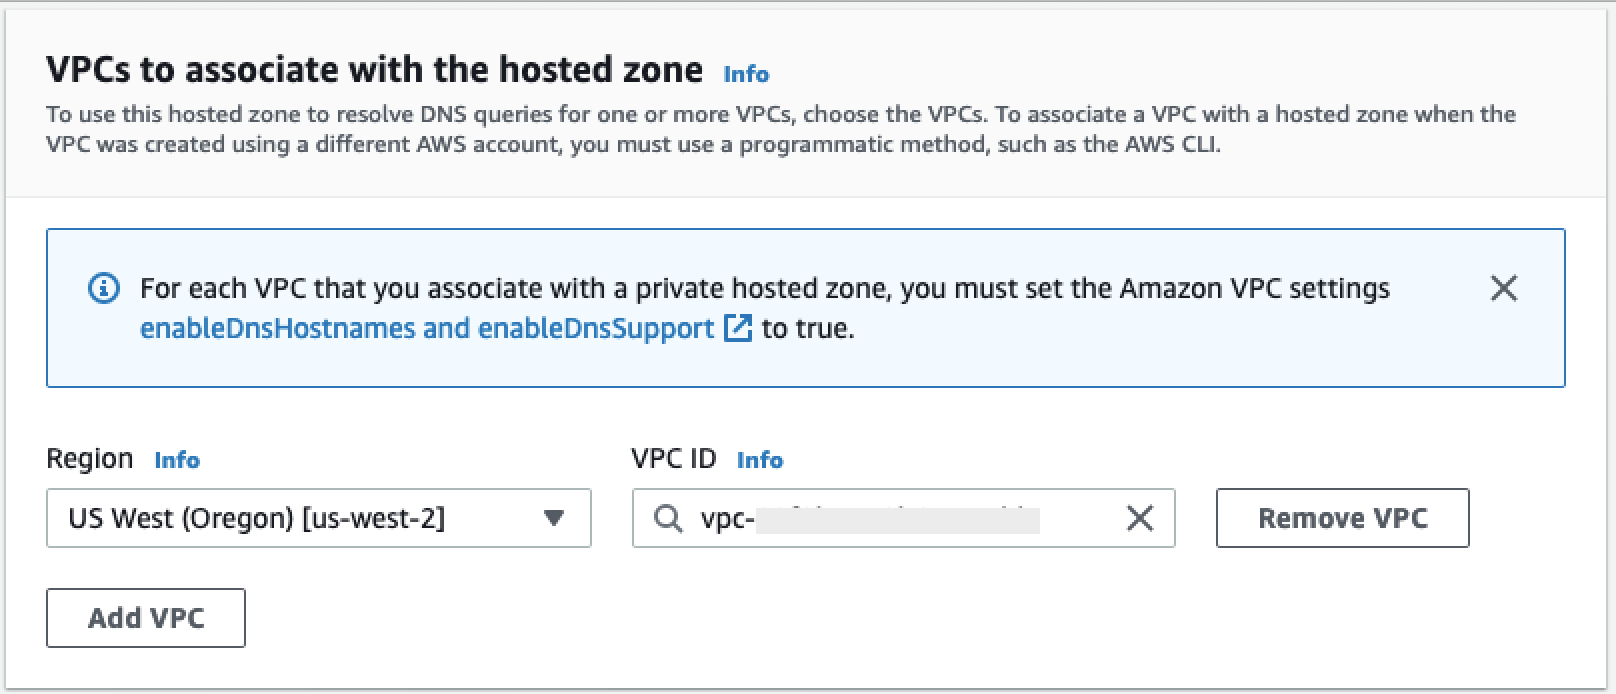 VPCs to associate with the hosted zone Info
To use this hosted zone to resolve DNS queries for one or more VPCs, choose the VPCs. To associate a VPC with a hosted zone when the
VPC was created using a different AWS account, you must use a programmatic method, such as the AWS CLI.
For each VPC that you associate with a private hosted zone, you must set the Amazon VPC settings
enableDnsHostnames and enableDnsSupport to true.
Region Info VPC ID Info
US West (Oregon) [us-west-2] vpc- Remove VPC
Add VPC